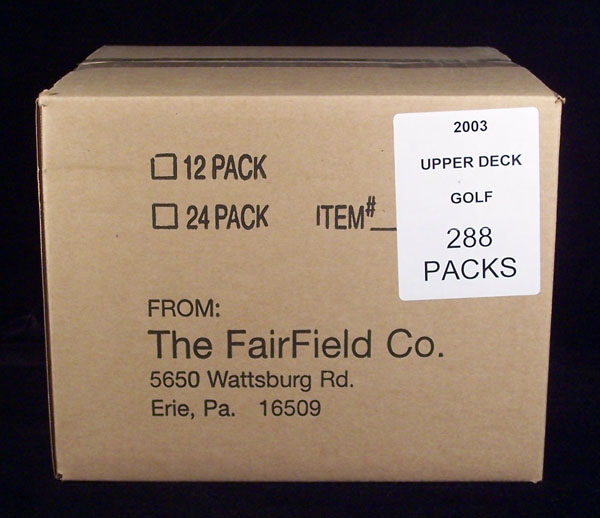 2003
UPPER DECK
GOLF
288
PACKS
12 PACK
24 PACK ITEM#
FROM:
The FairField Co.
5650 Wattsburg Rd.
Erie, Pa. 16509